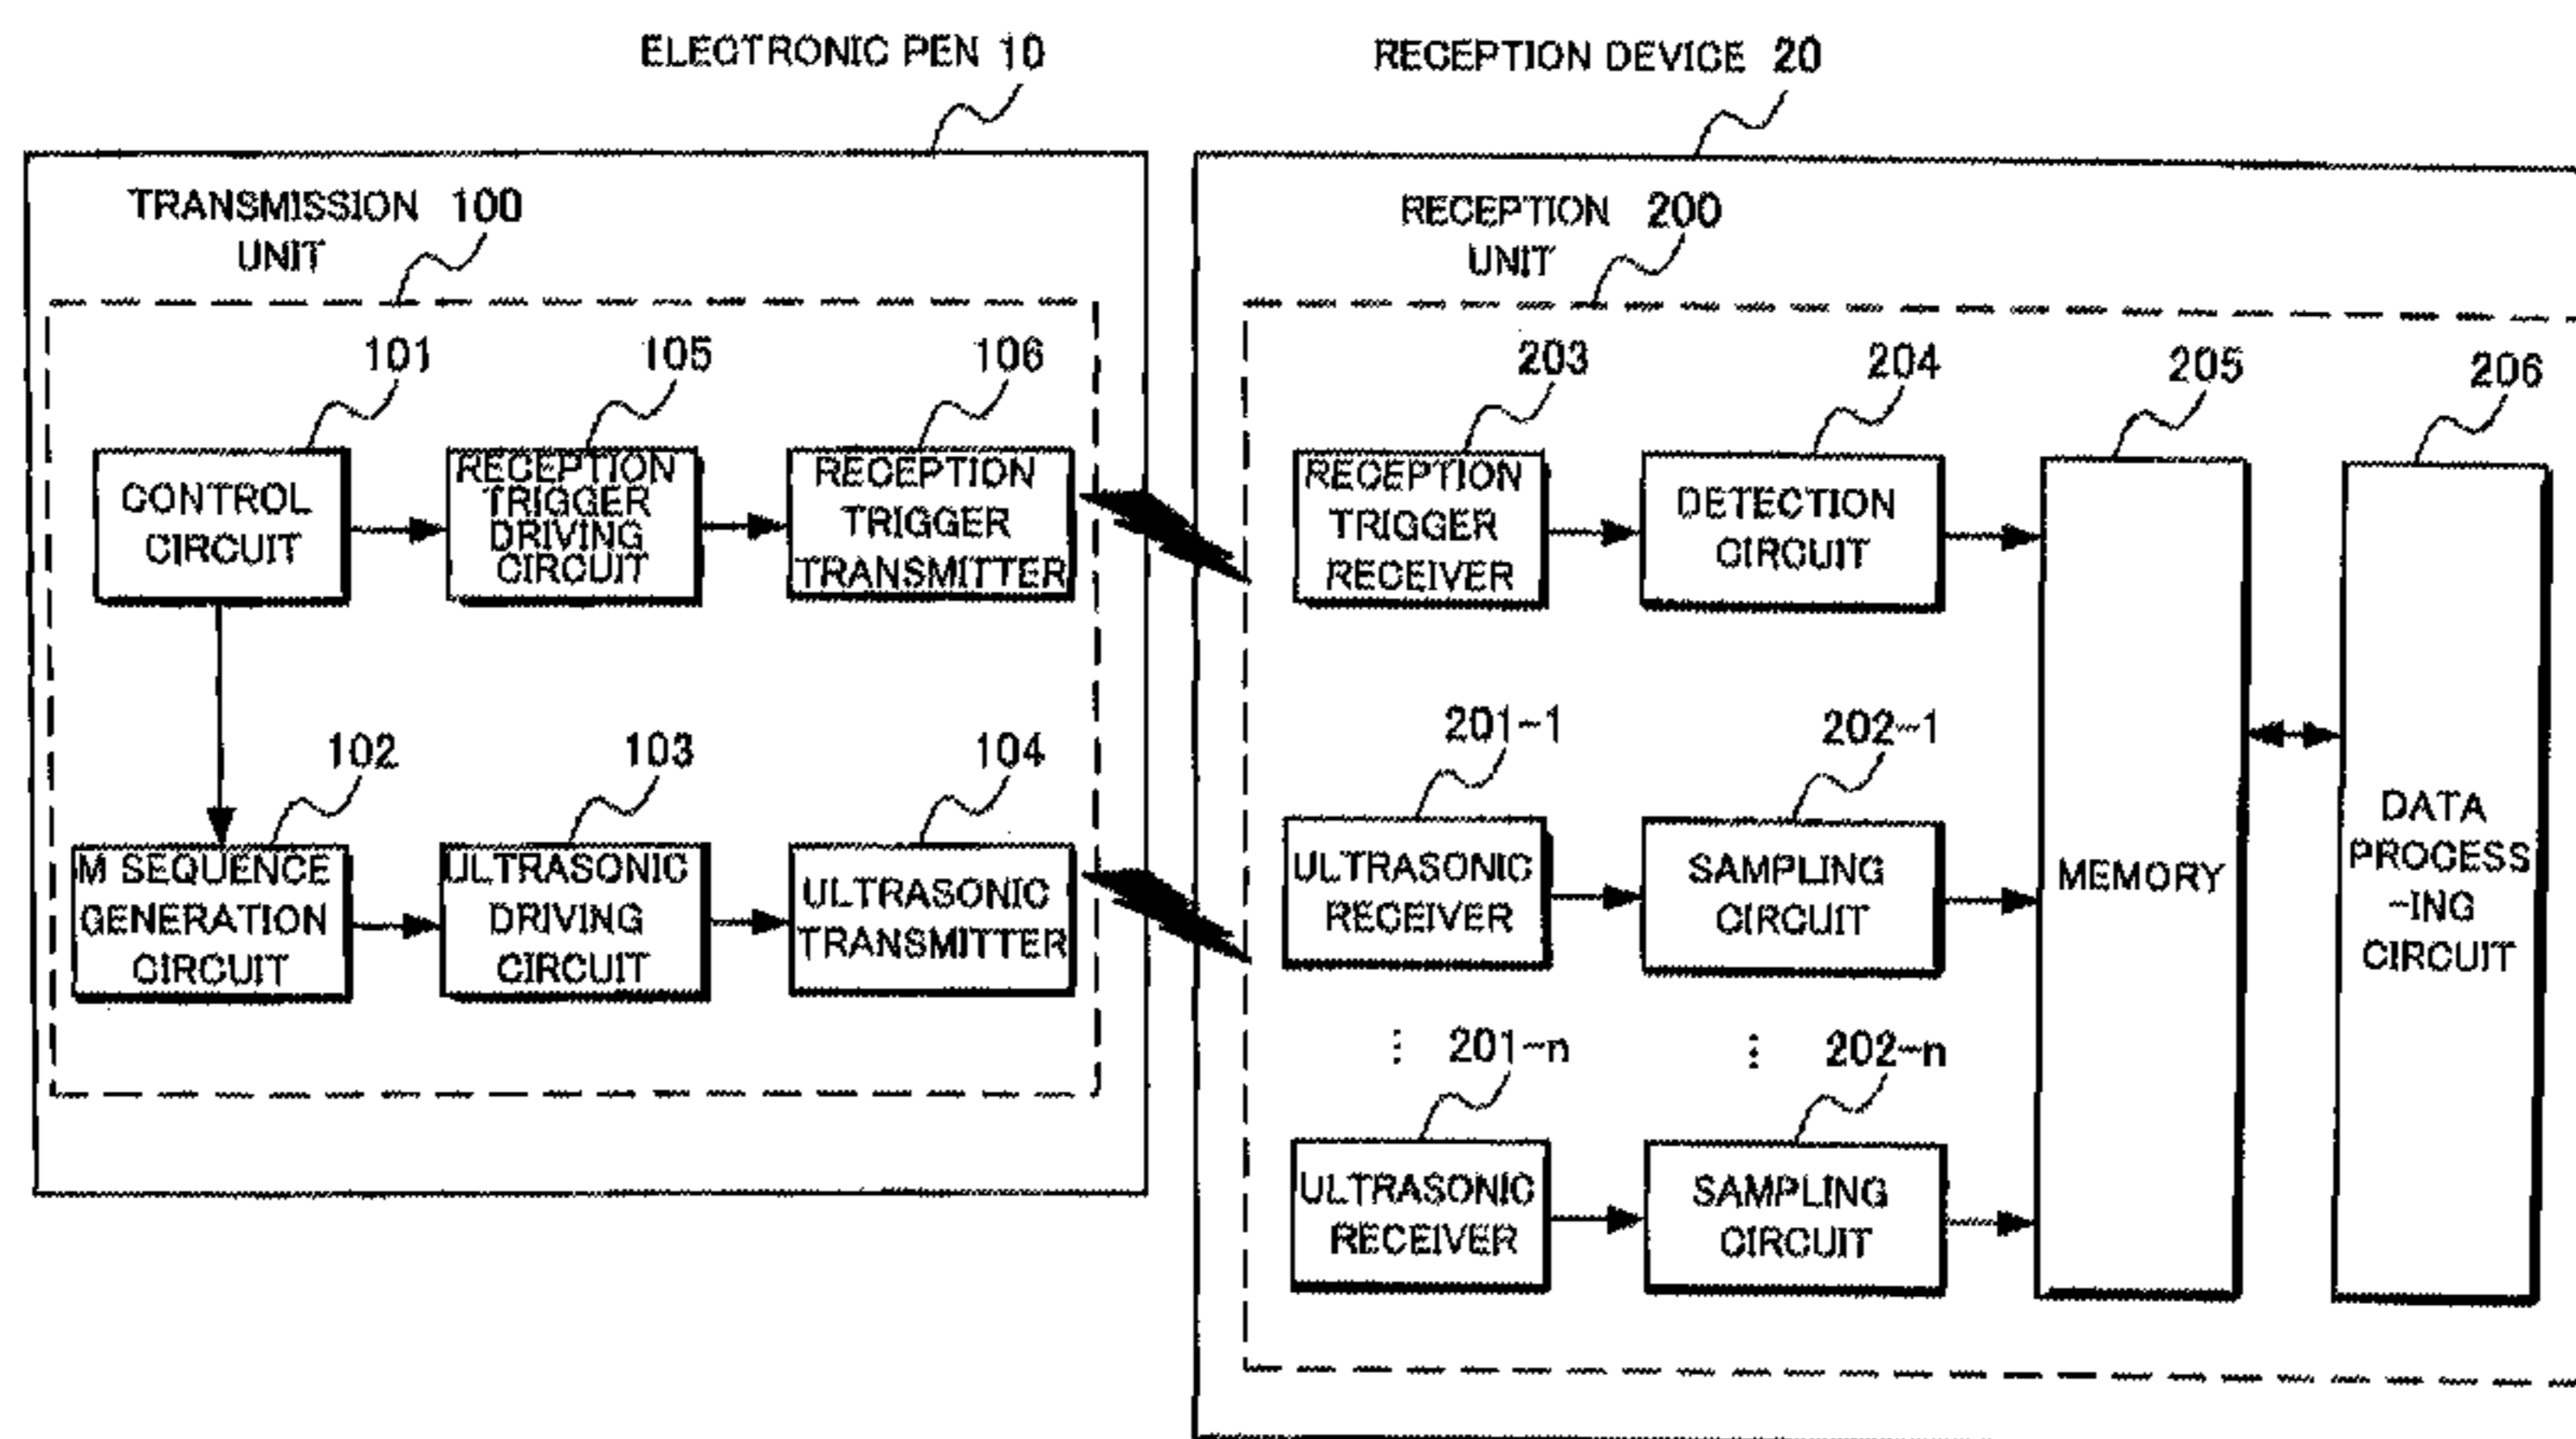 ELECTRONIC PEN 10
RECEPTION DEVICE 20
TRANSMISSION 100
UNIT
RECEPTION 200
UNIT
101
105
106
203
204
205
206
CONTROL
CIRCUIT
RECEPTION
TRIGGER
DRIVING
CIRCUIT
RECEPTION
TRIGGER
TRANSMITTER
RECEPTION
TRIGGER
RECEIVER
DETECTION
CIRCUIT
102
103
104
201-1
202-1
M SEQUENCE
GENERATION
CIRCUIT
ULTRASONIC
DRIVING
CIRCUIT
ULTRASONIC
TRANSMITTER
ULTRASONIC
RECEIVER
SAMPLING
CIRCUIT
MEMORY
DATA
PROCESS
-ING
CIRCUIT
⋮ 201-n
⋮ 202-n
ULTRASONIC
RECEIVER
SAMPLING
CIRCUIT